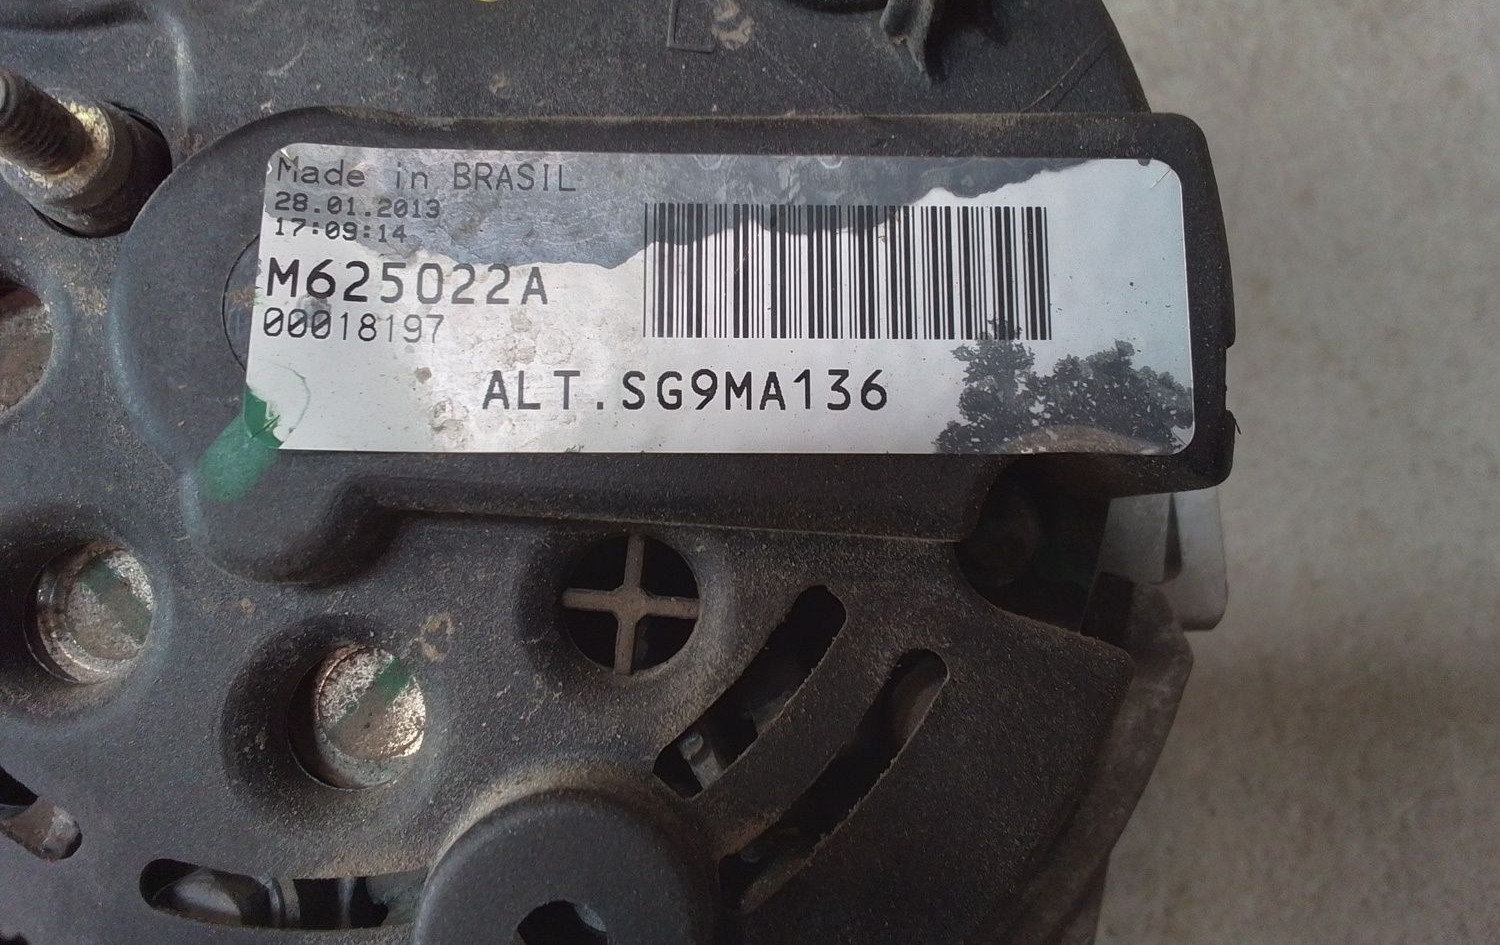 Made in BRASIL
28.01.2013
17:09:14
M625022A
00018197
ALT.SG9MA136